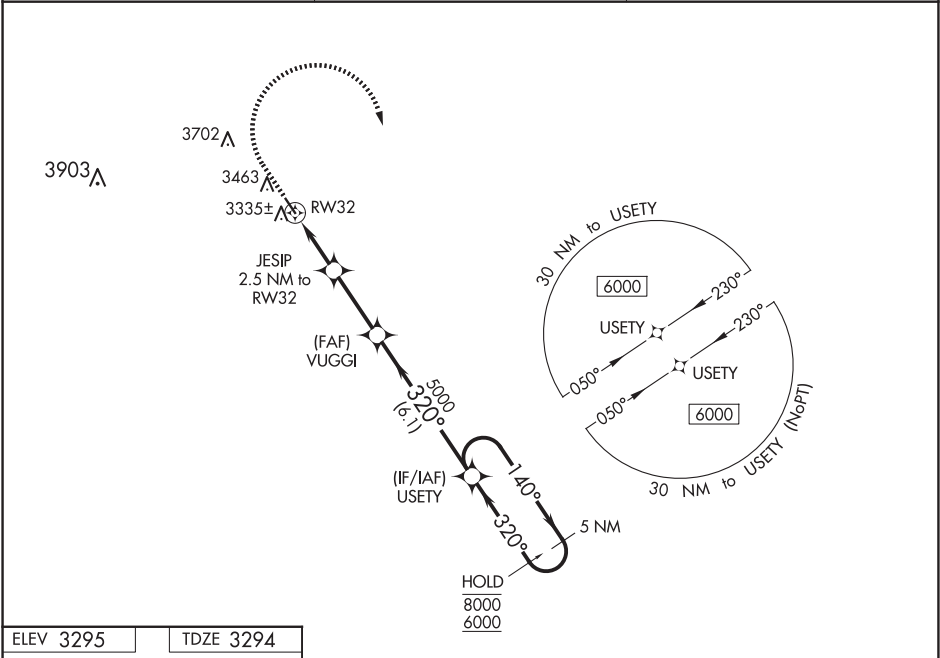 3702
3903
3463
3335±
RW32
JESIP
2.5 NM to
RW32
(FAF)
VUGGI
5000
320°
(6.1)
(IF/IAF)
USETY
140°
320°
5 NM
HOLD
8000
6000
30 NM to USETY
6000
230°
USETY
050°
230°
USETY
050°
6000
30 NM to USETY (NoPT)
ELEV 3295
TDZE 3294